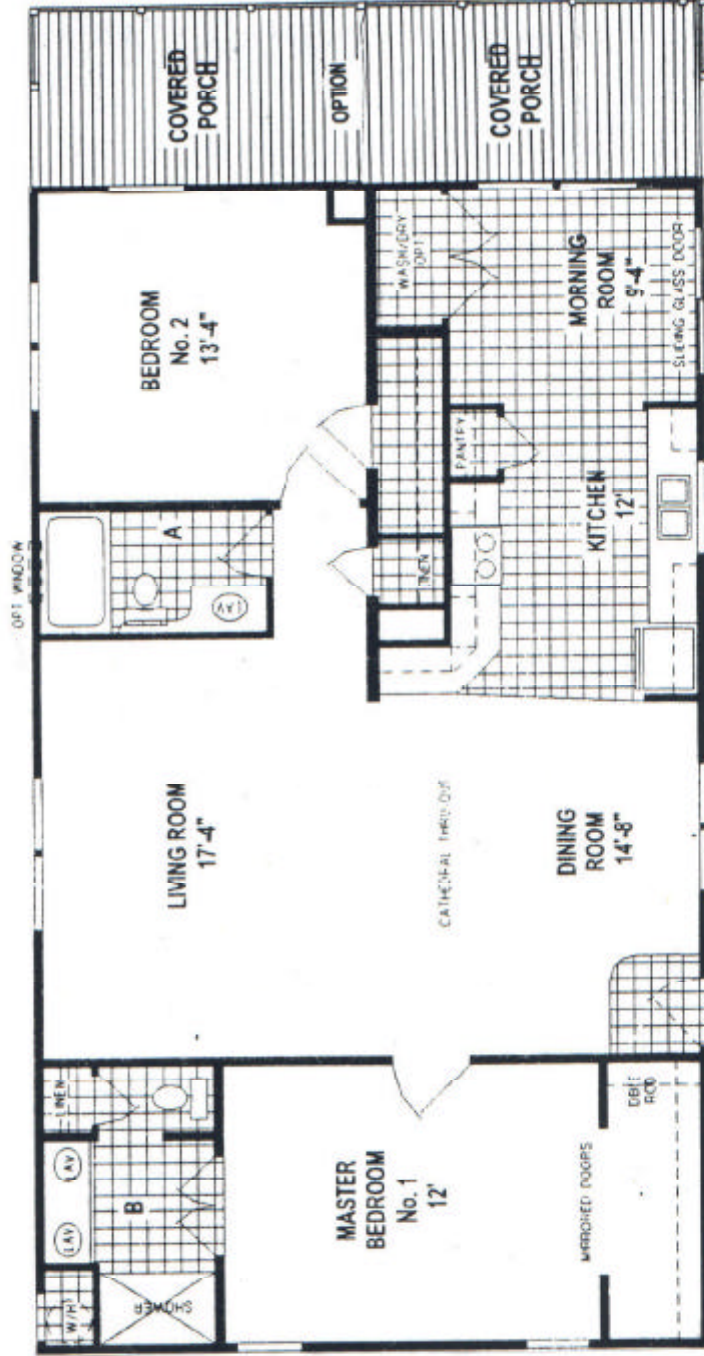 OPT WINDOW
W/H
LAV
LAV
LINEN
SHOWER
B
MASTER
BEDROOM
No. 1
12'
MIRRORED DOORS
DBLE
ROD
LIVING ROOM
17'-4"
CATHEDRAL THRU-OUT
DINING
ROOM
14'-8"
A
LAV
LINEN
BEDROOM
No. 2
13'-4"
PANTRY
KITCHEN
12'
WASH/DRY
OPT
MORNING
ROOM
9'-4"
SLIDING GLASS DOOR
COVERED
PORCH
OPTION
COVERED
PORCH